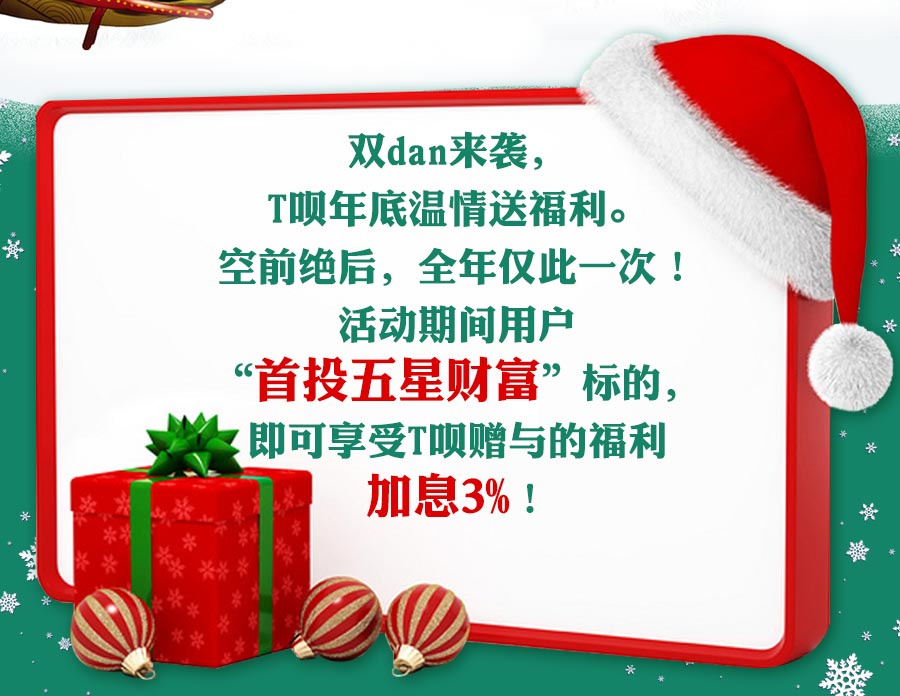 双dan来袭，
T呗年底温情送福利。
空前绝后，全年仅此一次！
活动期间用户
“首投五星财富”标的，
即可享受T呗赠与的福利
加息3%！